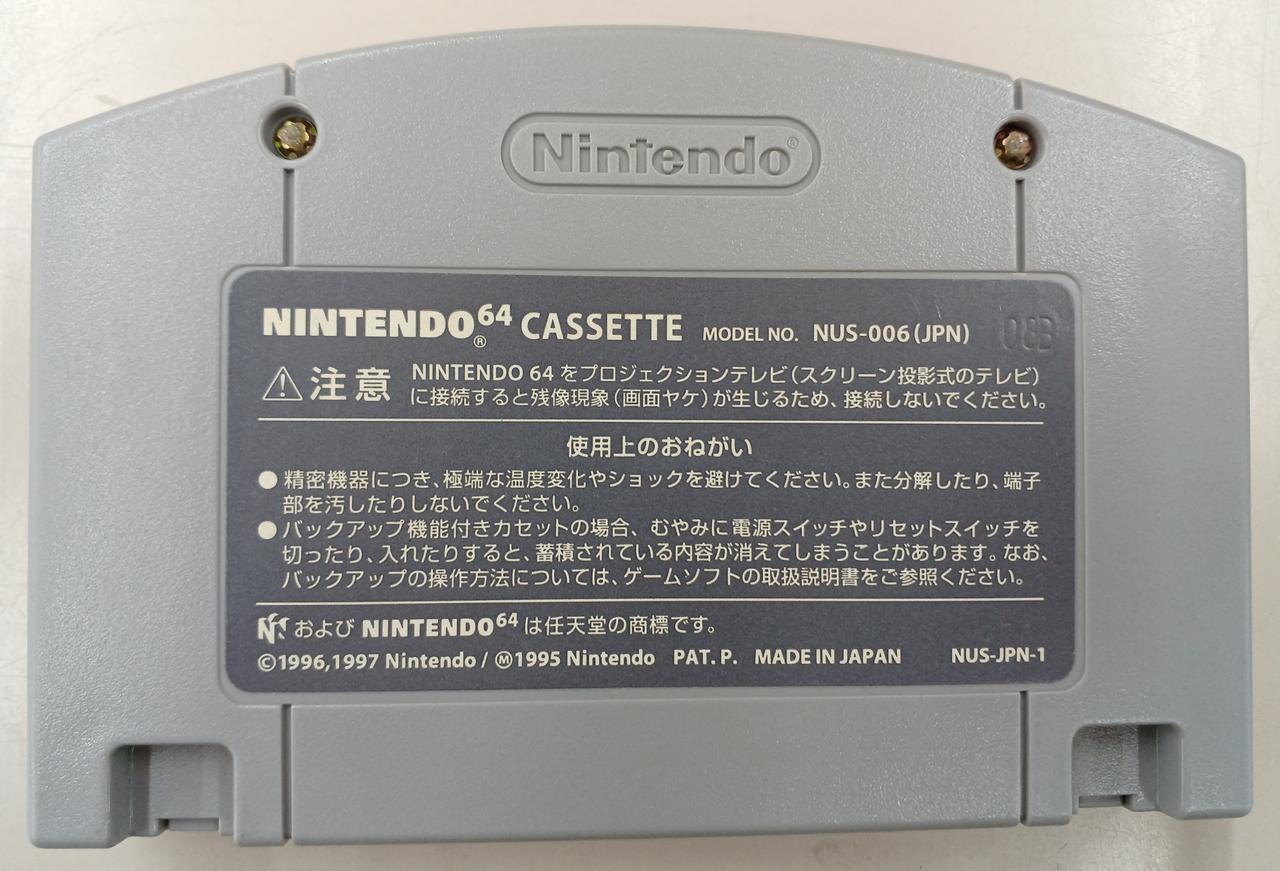 Nintendo®
NINTENDO64® CASSETTE MODEL NO. NUS-006(JPN) 08B
⚠注意 NINTENDO 64 をプロジェクションテレビ(スクリーン投影式のテレビ)
に接続すると残像現象(画面ヤケ)が生じるため、接続しないでください。
使用上のおねがい
●精密機器につき、極端な温度変化やショックを避けてください。また分解したり、端子
部を汚したりしないでください。
●バックアップ機能付きカセットの場合、むやみに電源スイッチやリセットスイッチを
切ったり、入れたりすると、蓄積されている内容が消えてしまうことがあります。なお、
バックアップの操作方法については、ゲームソフトの取扱説明書をご参照ください。
および NINTENDO64 は任天堂の商標です。
©1996,1997 Nintendo / Ⓜ1995 Nintendo PAT. P. MADE IN JAPAN NUS-JPN-1